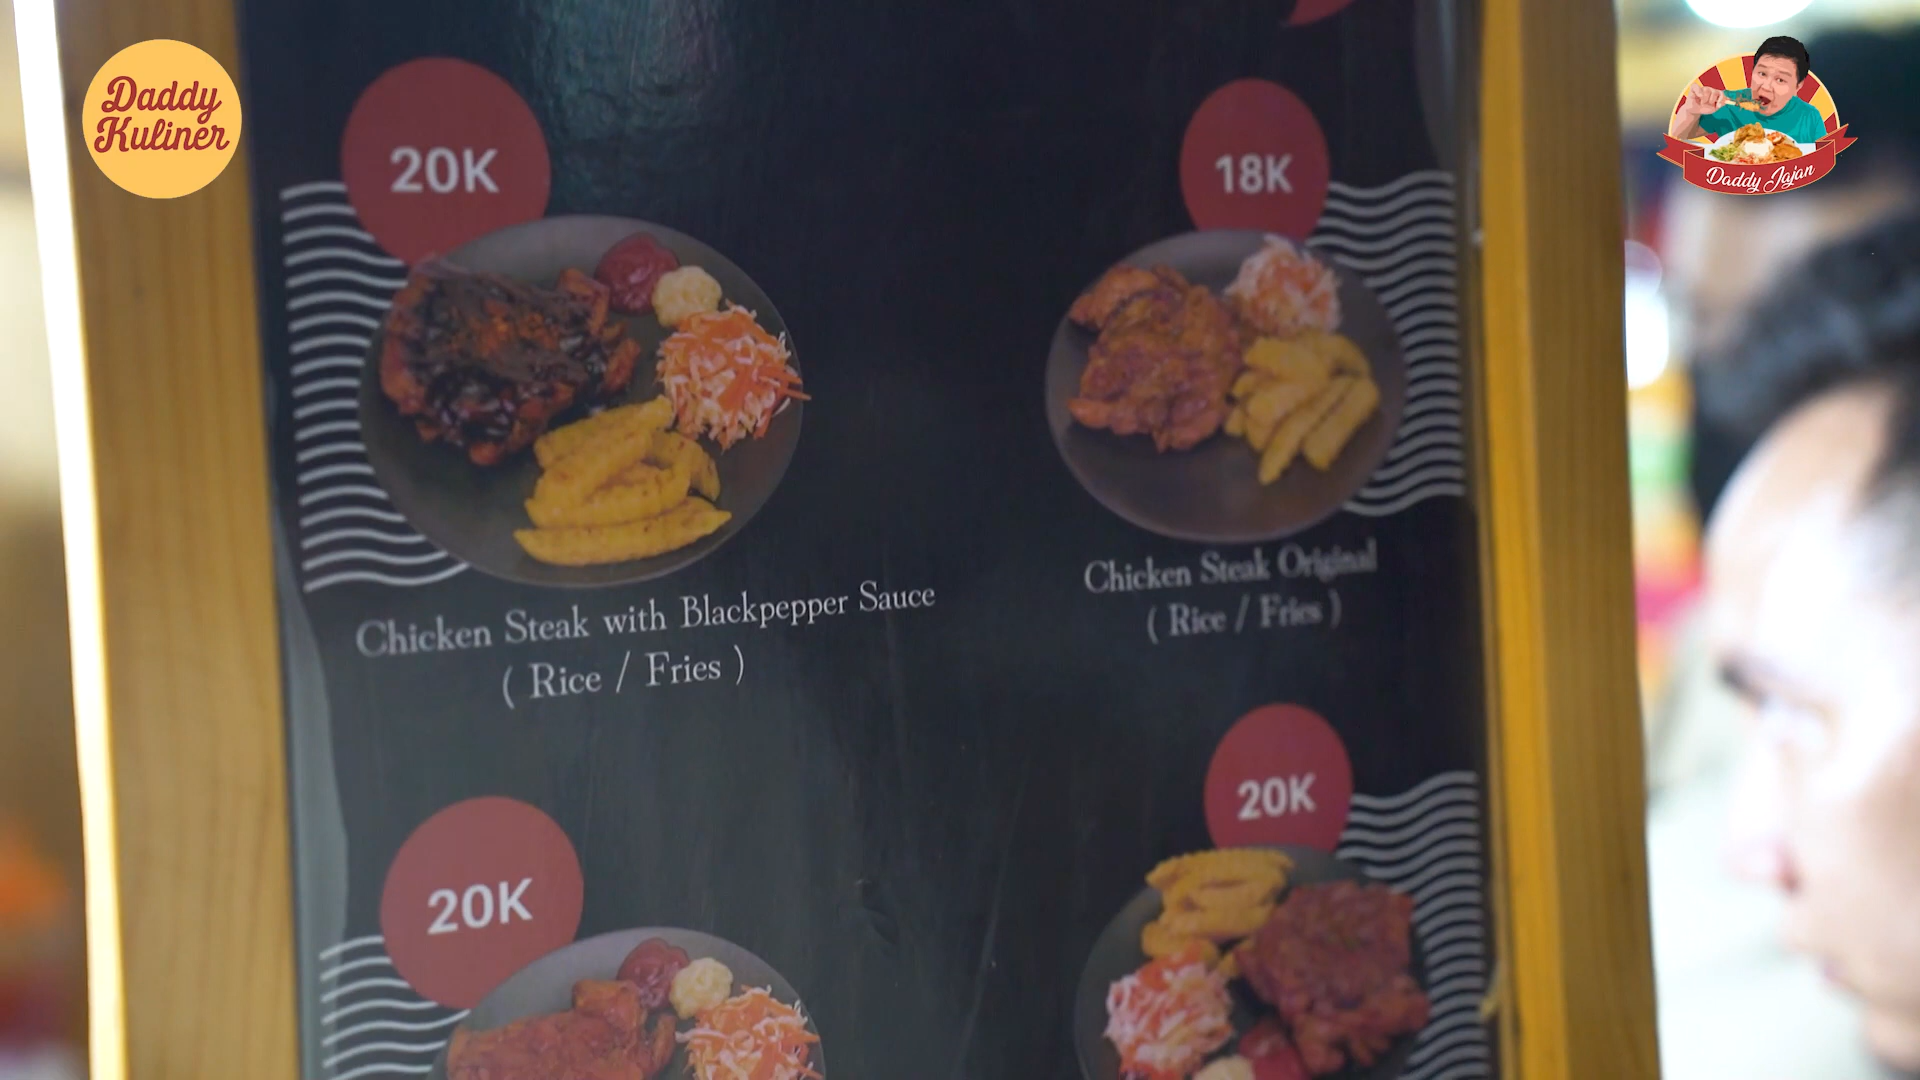 Daddy
Kuliner
Daddy Jajan
20K
18K
Chicken Steak with Blackpepper Sauce
( Rice / Fries )
Chicken Steak Original
( Rice / Fries )
20K
20K